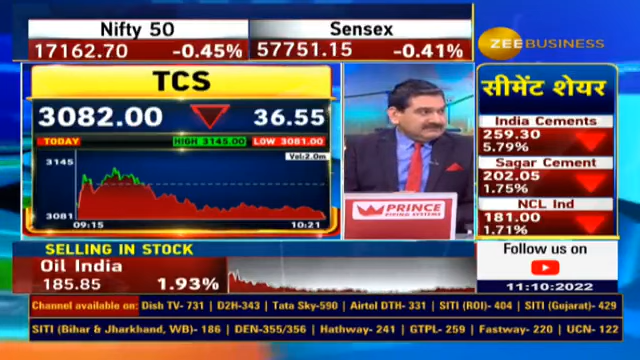 Nifty 50
17162.70 -0.45%
Sensex
57751.15 -0.41%
ZEE BUSINESS
TCS
3082.00 36.55
TODAY HIGH 3145.00 LOW 3081.00
Vol:2.0m
3145
3081
09:15 10:21
PRINCE
PIPING SYSTEMS
सीमेंट शेयर
India Cements
259.30
5.79%
Sagar Cement
202.05
1.75%
NCL Ind
181.00
1.71%
SELLING IN STOCK
Oil India
185.85 1.93%
Follow us on
11-10-2022
Channel available on: Dish TV- 731 | D2H-343 | Tata Sky-590 | Airtel DTH- 331 | SITI (ROI)- 404 | SITI (Gujarat)- 429
SITI (Bihar & Jharkhand, WB)- 186 | DEN-355/356 | Hathway- 241 | GTPL- 259 | Fastway- 220 | UCN- 122